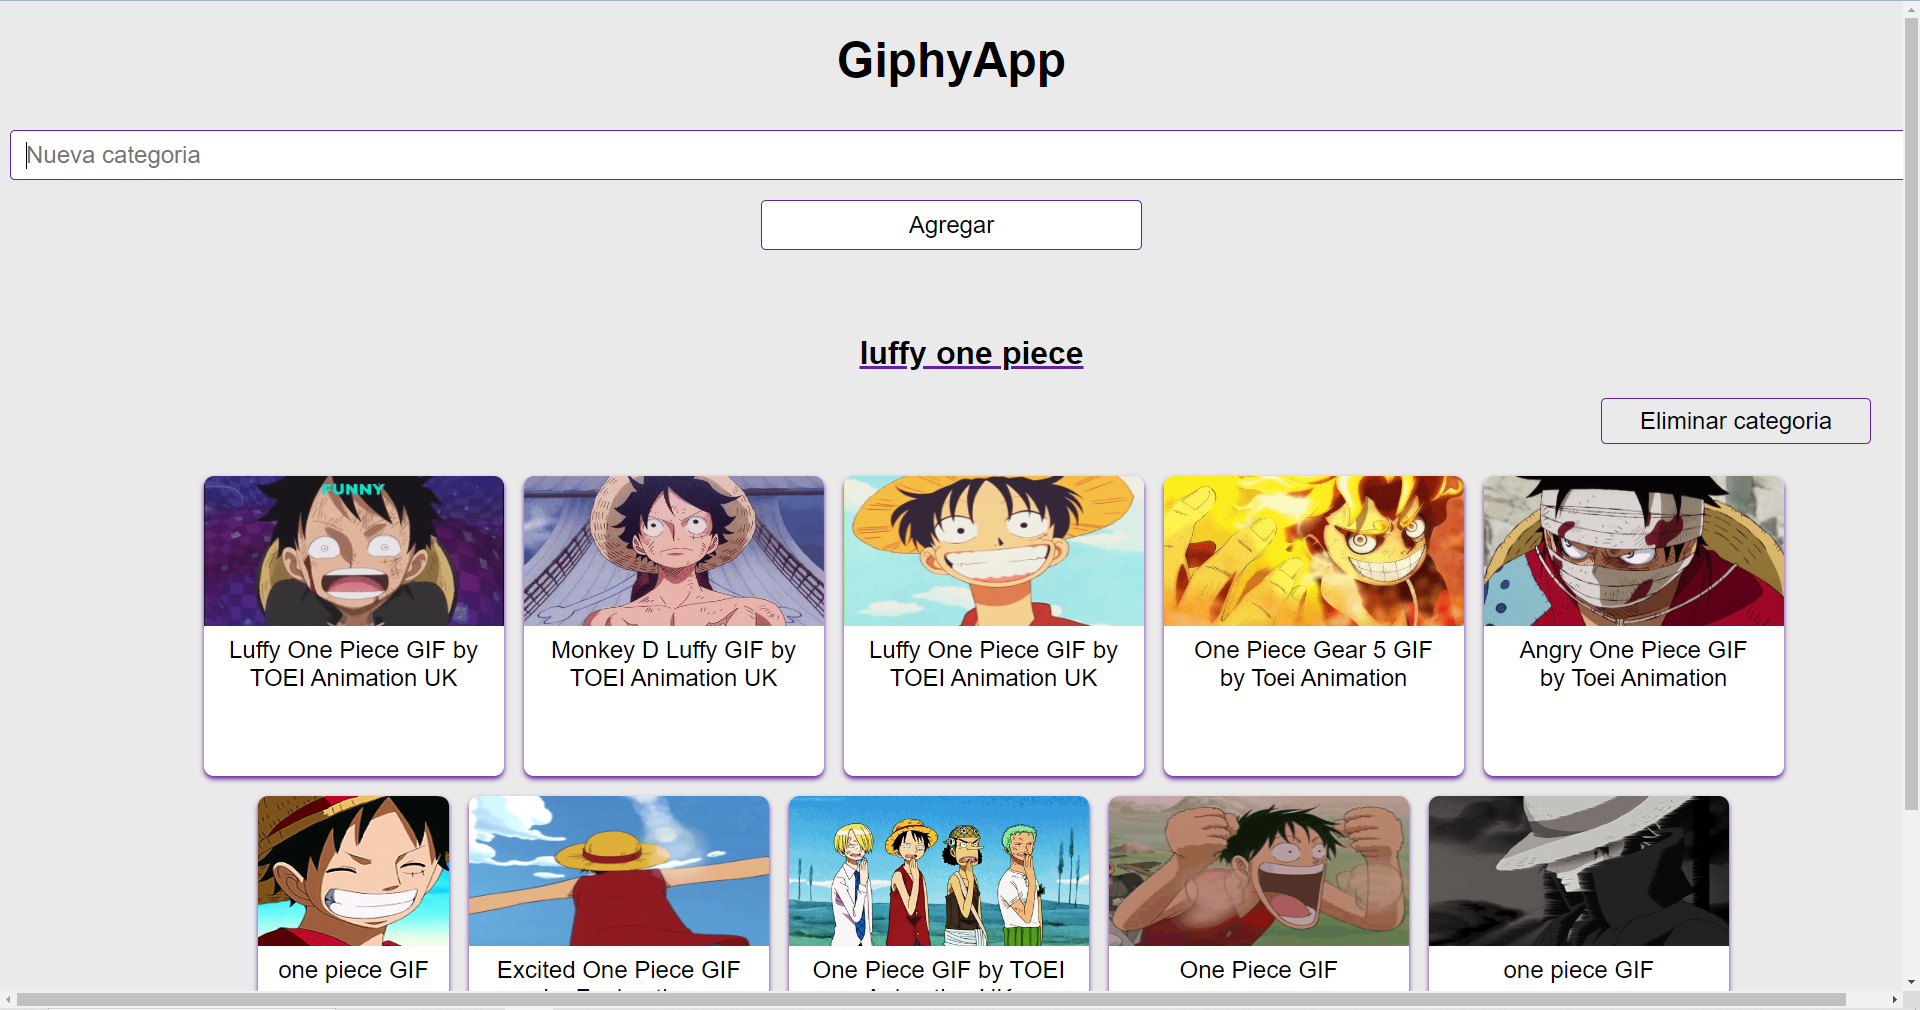 GiphyApp
Nueva categoria
Agregar
luffy one piece
Eliminar categoria
FUNNY
Luffy One Piece GIF by
TOEI Animation UK
Monkey D Luffy GIF by
TOEI Animation UK
Luffy One Piece GIF by
TOEI Animation UK
One Piece Gear 5 GIF
by Toei Animation
Angry One Piece GIF
by Toei Animation
one piece GIF
Excited One Piece GIF
One Piece GIF by TOEI
One Piece GIF
one piece GIF